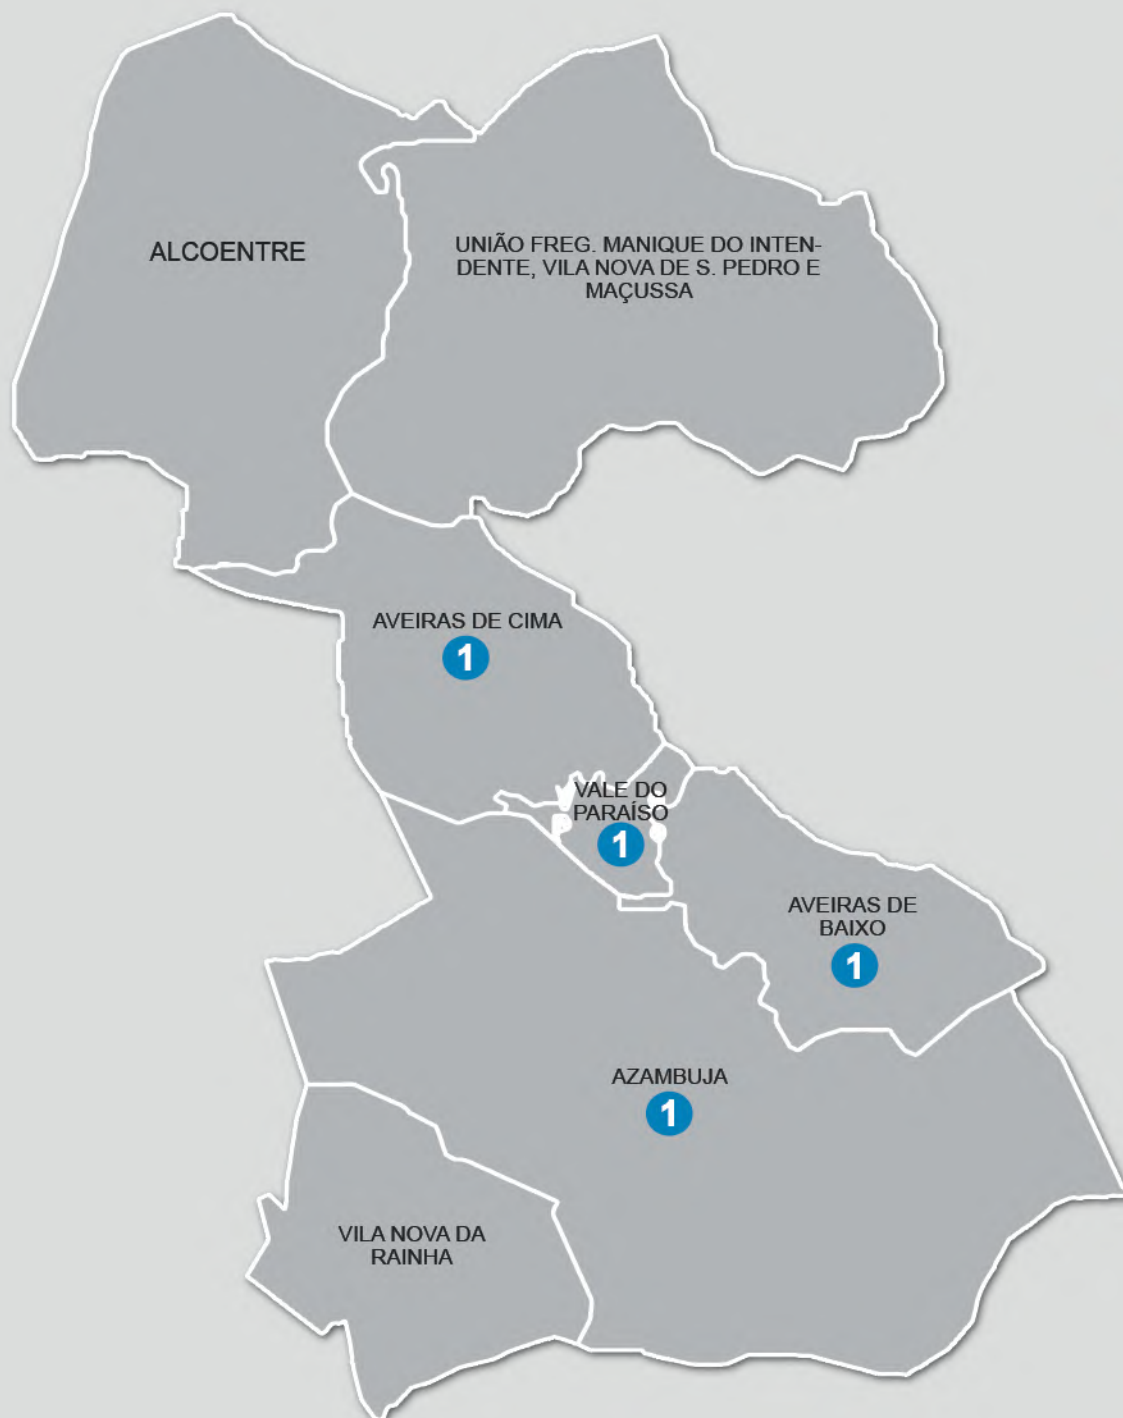 ALCOENTRE
UNIÃO FREG. MANIQUE DO INTEN-
DENTE, VILA NOVA DE S. PEDRO E
MAÇUSSA
AVEIRAS DE CIMA
1
VALE DO
PARAÍSO
1
AVEIRAS DE
BAIXO
1
AZAMBUJA
1
VILA NOVA DA
RAINHA